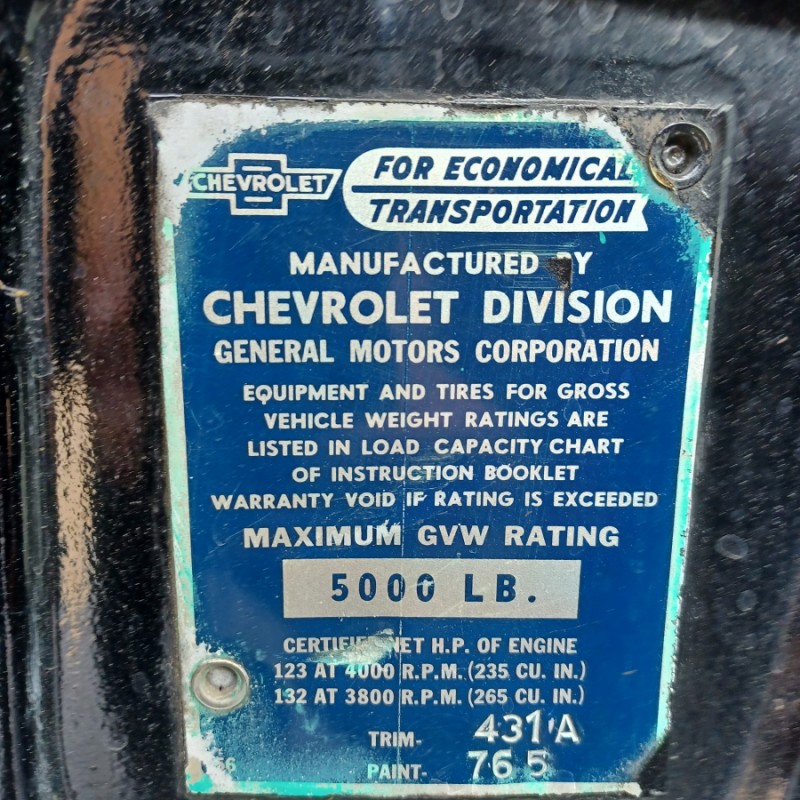 CHEVROLET
FOR ECONOMICAL
TRANSPORTATION
MANUFACTURED BY
CHEVROLET DIVISION
GENERAL MOTORS CORPORATION
EQUIPMENT AND TIRES FOR GROSS
VEHICLE WEIGHT RATINGS ARE
LISTED IN LOAD CAPACITY CHART
OF INSTRUCTION BOOKLET
WARRANTY VOID IF RATING IS EXCEEDED
MAXIMUM GVW RATING
5000 LB.
CERTIFIED NET H.P. OF ENGINE
123 AT 4000 R.P.M. (235 CU. IN.)
132 AT 3800 R.P.M. (265 CU. IN.)
TRIM- 431 A
PAINT- 765